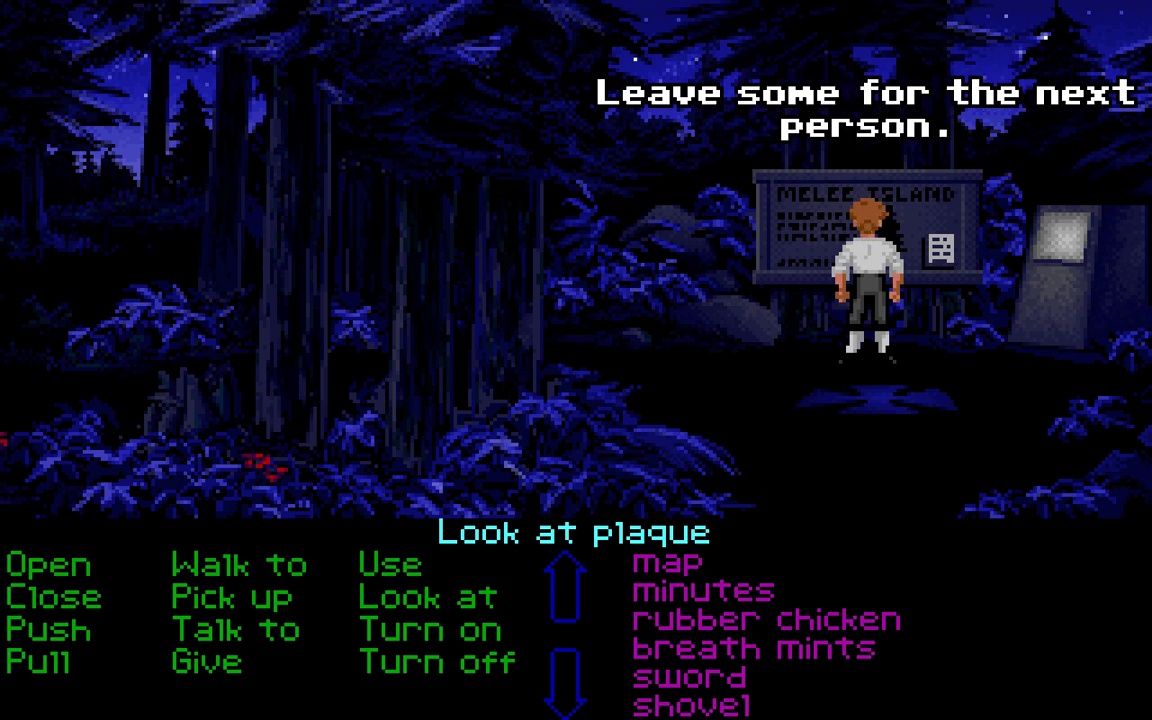 Leave some for the next
person.
MELEE ISLAND
Look at plaque
Open Walk to Use
Close Pick up Look at
Push Talk to Turn on
Pull Give Turn off
map
minutes
rubber chicken
breath mints
sword
shovel